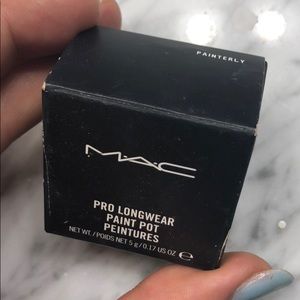 PAINTERLY
MAC
PRO LONGWEAR
PAINT POT
PEINTURES
NET WT./POIDS NET 5 g/0.17 US OZ ℮